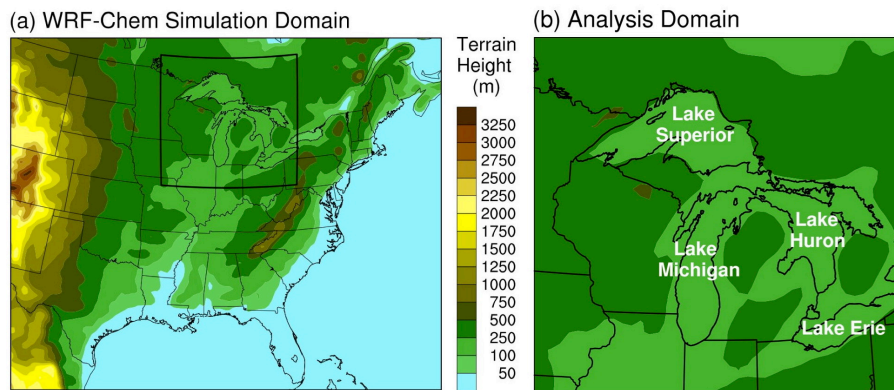 (a) WRF-Chem Simulation Domain
Terrain
Height
(m)
3250
3000
2750
2500
2250
2000
1750
1500
1250
1000
750
500
250
100
50
(b) Analysis Domain
Lake
Superior
Lake
Huron
Lake
Michigan
Lake Erie